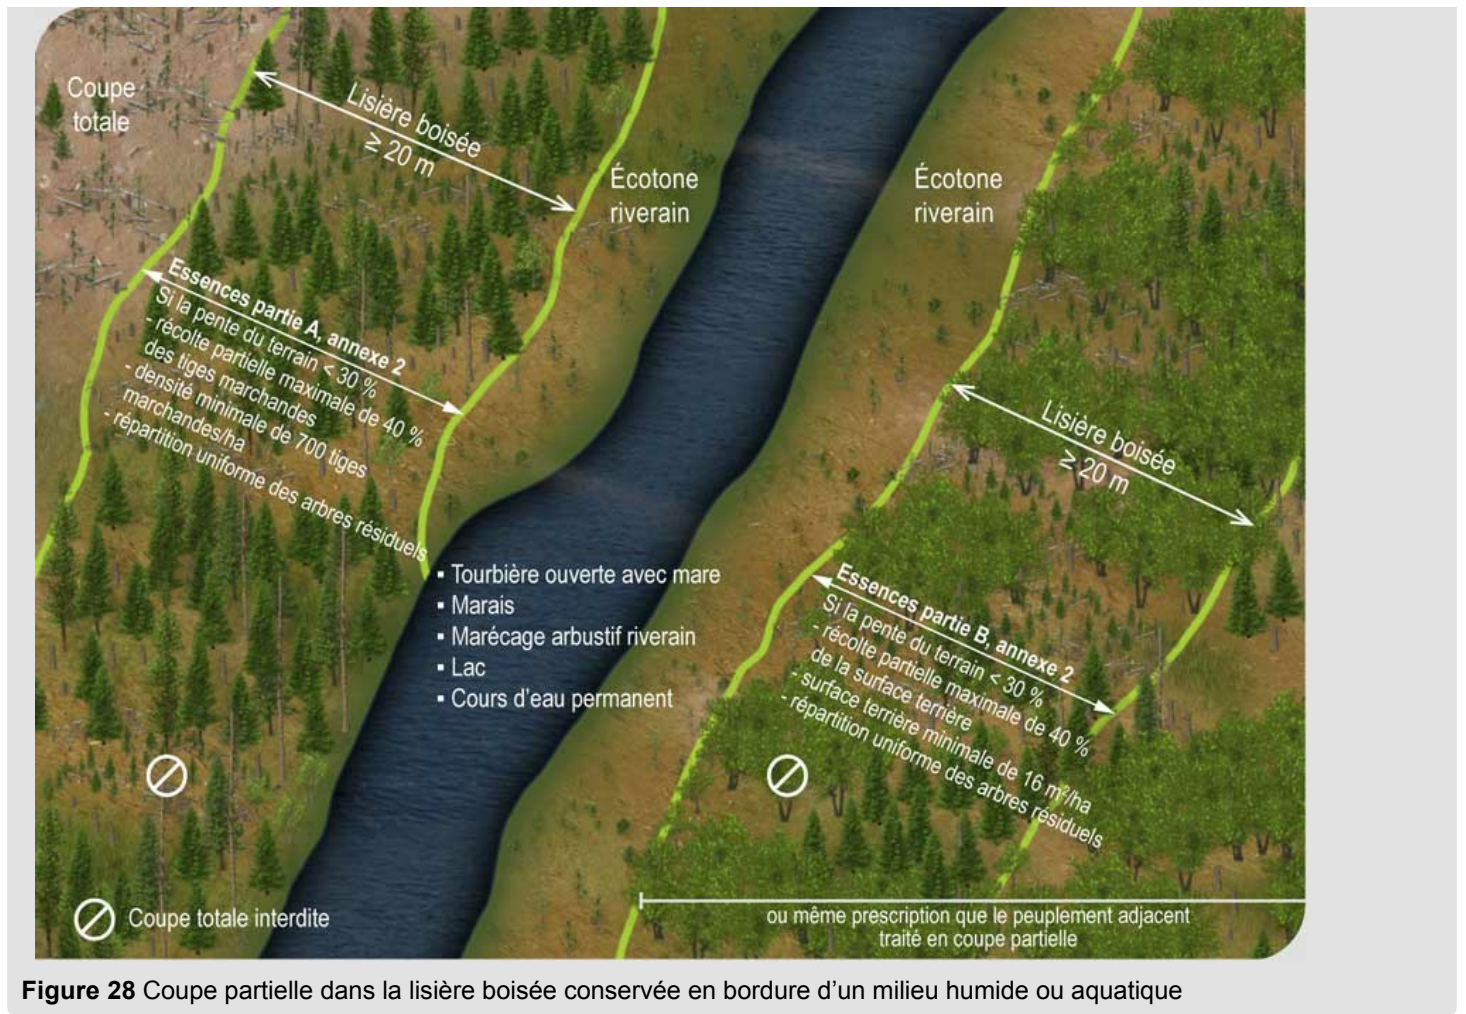 Coupe
totale
Lisière boisée
≥ 20 m
Écotone
riverain
Écotone
riverain
Essences partie A, annexe 2
Si la pente du terrain < 30 %
- récolte partielle maximale de 40 %
des tiges marchandes
- densité minimale de 700 tiges
marchandes/ha
- répartition uniforme des arbres résiduels
Lisière boisée
≥ 20 m
▪ Tourbière ouverte avec mare
▪ Marais
▪ Marécage arbustif riverain
▪ Lac
▪ Cours d'eau permanent
Essences partie B, annexe 2
Si la pente du terrain < 30 %
- récolte partielle maximale de 40 %
de la surface terrière
- surface terrière minimale de 16 m²/ha
- répartition uniforme des arbres résiduels
Coupe totale interdite
ou même prescription que le peuplement adjacent
traité en coupe partielle
Figure 28 Coupe partielle dans la lisière boisée conservée en bordure d'un milieu humide ou aquatique